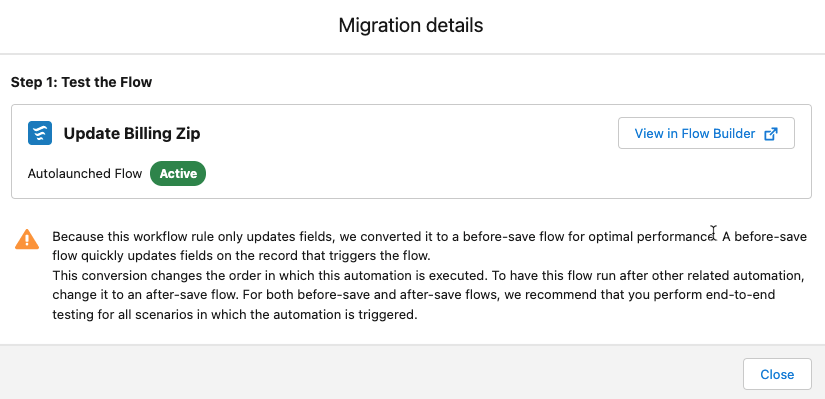 Migration details
Step 1: Test the Flow
Update Billing Zip
View in Flow Builder
Autolaunched Flow
Active
Because this workflow rule only updates fields, we converted it to a before-save flow for optimal performance. A before-save
flow quickly updates fields on the record that triggers the flow.
This conversion changes the order in which this automation is executed. To have this flow run after other related automation,
change it to an after-save flow. For both before-save and after-save flows, we recommend that you perform end-to-end
testing for all scenarios in which the automation is triggered.
Close